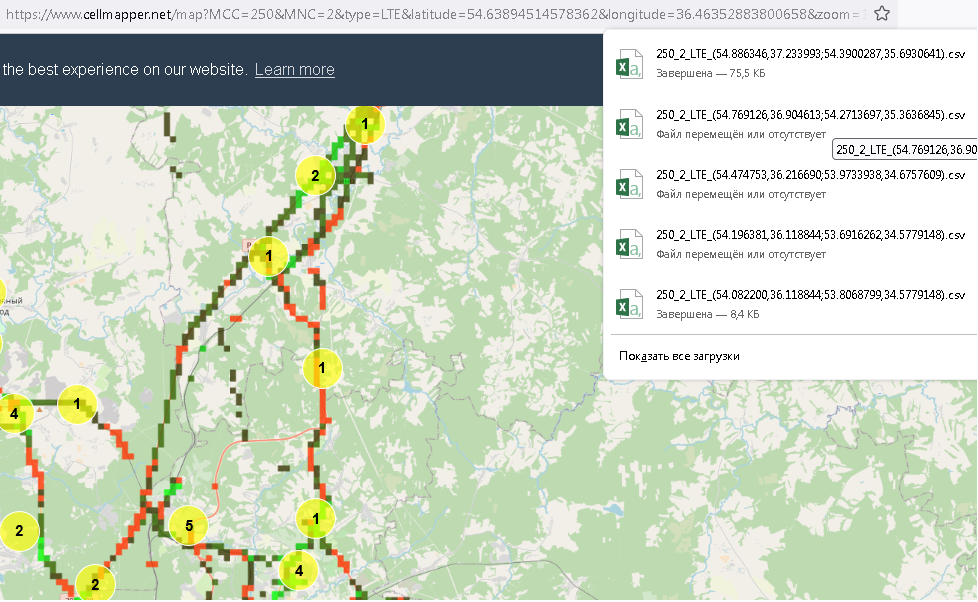 https://www.cellmapper.net/map?MCC=250&MNC=2&type=LTE&latitude=54.63894514578362&longitude=36.46352883800658&zoom=
the best experience on our website. Learn more
250_2_LTE_(54.886346,37.233993;54.3900287,35.6930641).csv
Завершена — 75,5 КБ
250_2_LTE_(54.769126,36.904613;54.2713697,35.3636845).csv
Файл перемещён или отсутствует
250_2_LTE_(54.769126,36.90
250_2_LTE_(54.474753,36.216690;53.9733938,34.6757609).csv
Файл перемещён или отсутствует
250_2_LTE_(54.196381,36.118844;53.6916262,34.5779148).csv
Файл перемещён или отсутствует
250_2_LTE_(54.082200,36.118844;53.8068799,34.5779148).csv
Завершена — 8,4 КБ
Показать все загрузки
1
2
1
1
4
1
5
1
2
4
2